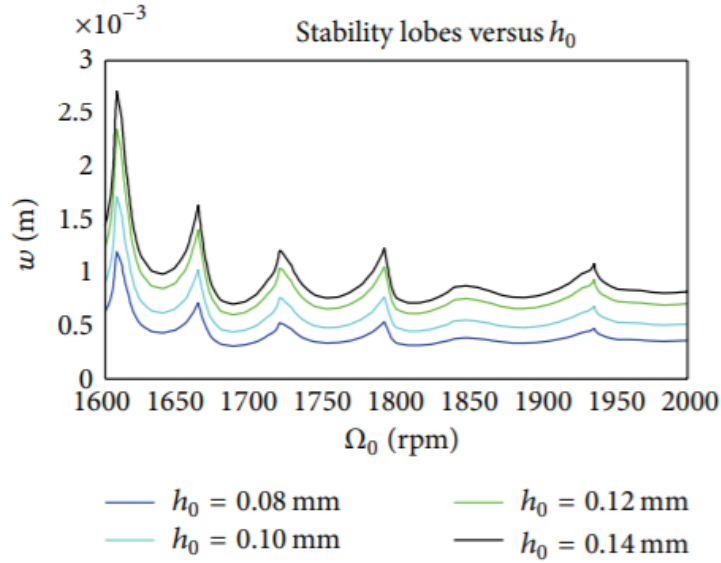 ×10⁻³
Stability lobes versus h₀
3
2.5
2
1.5
1
0.5
0
w (m)
1600 1650 1700 1750 1800 1850 1900 1950 2000
Ω₀ (rpm)
h₀ = 0.08 mm
h₀ = 0.12 mm
h₀ = 0.10 mm
h₀ = 0.14 mm